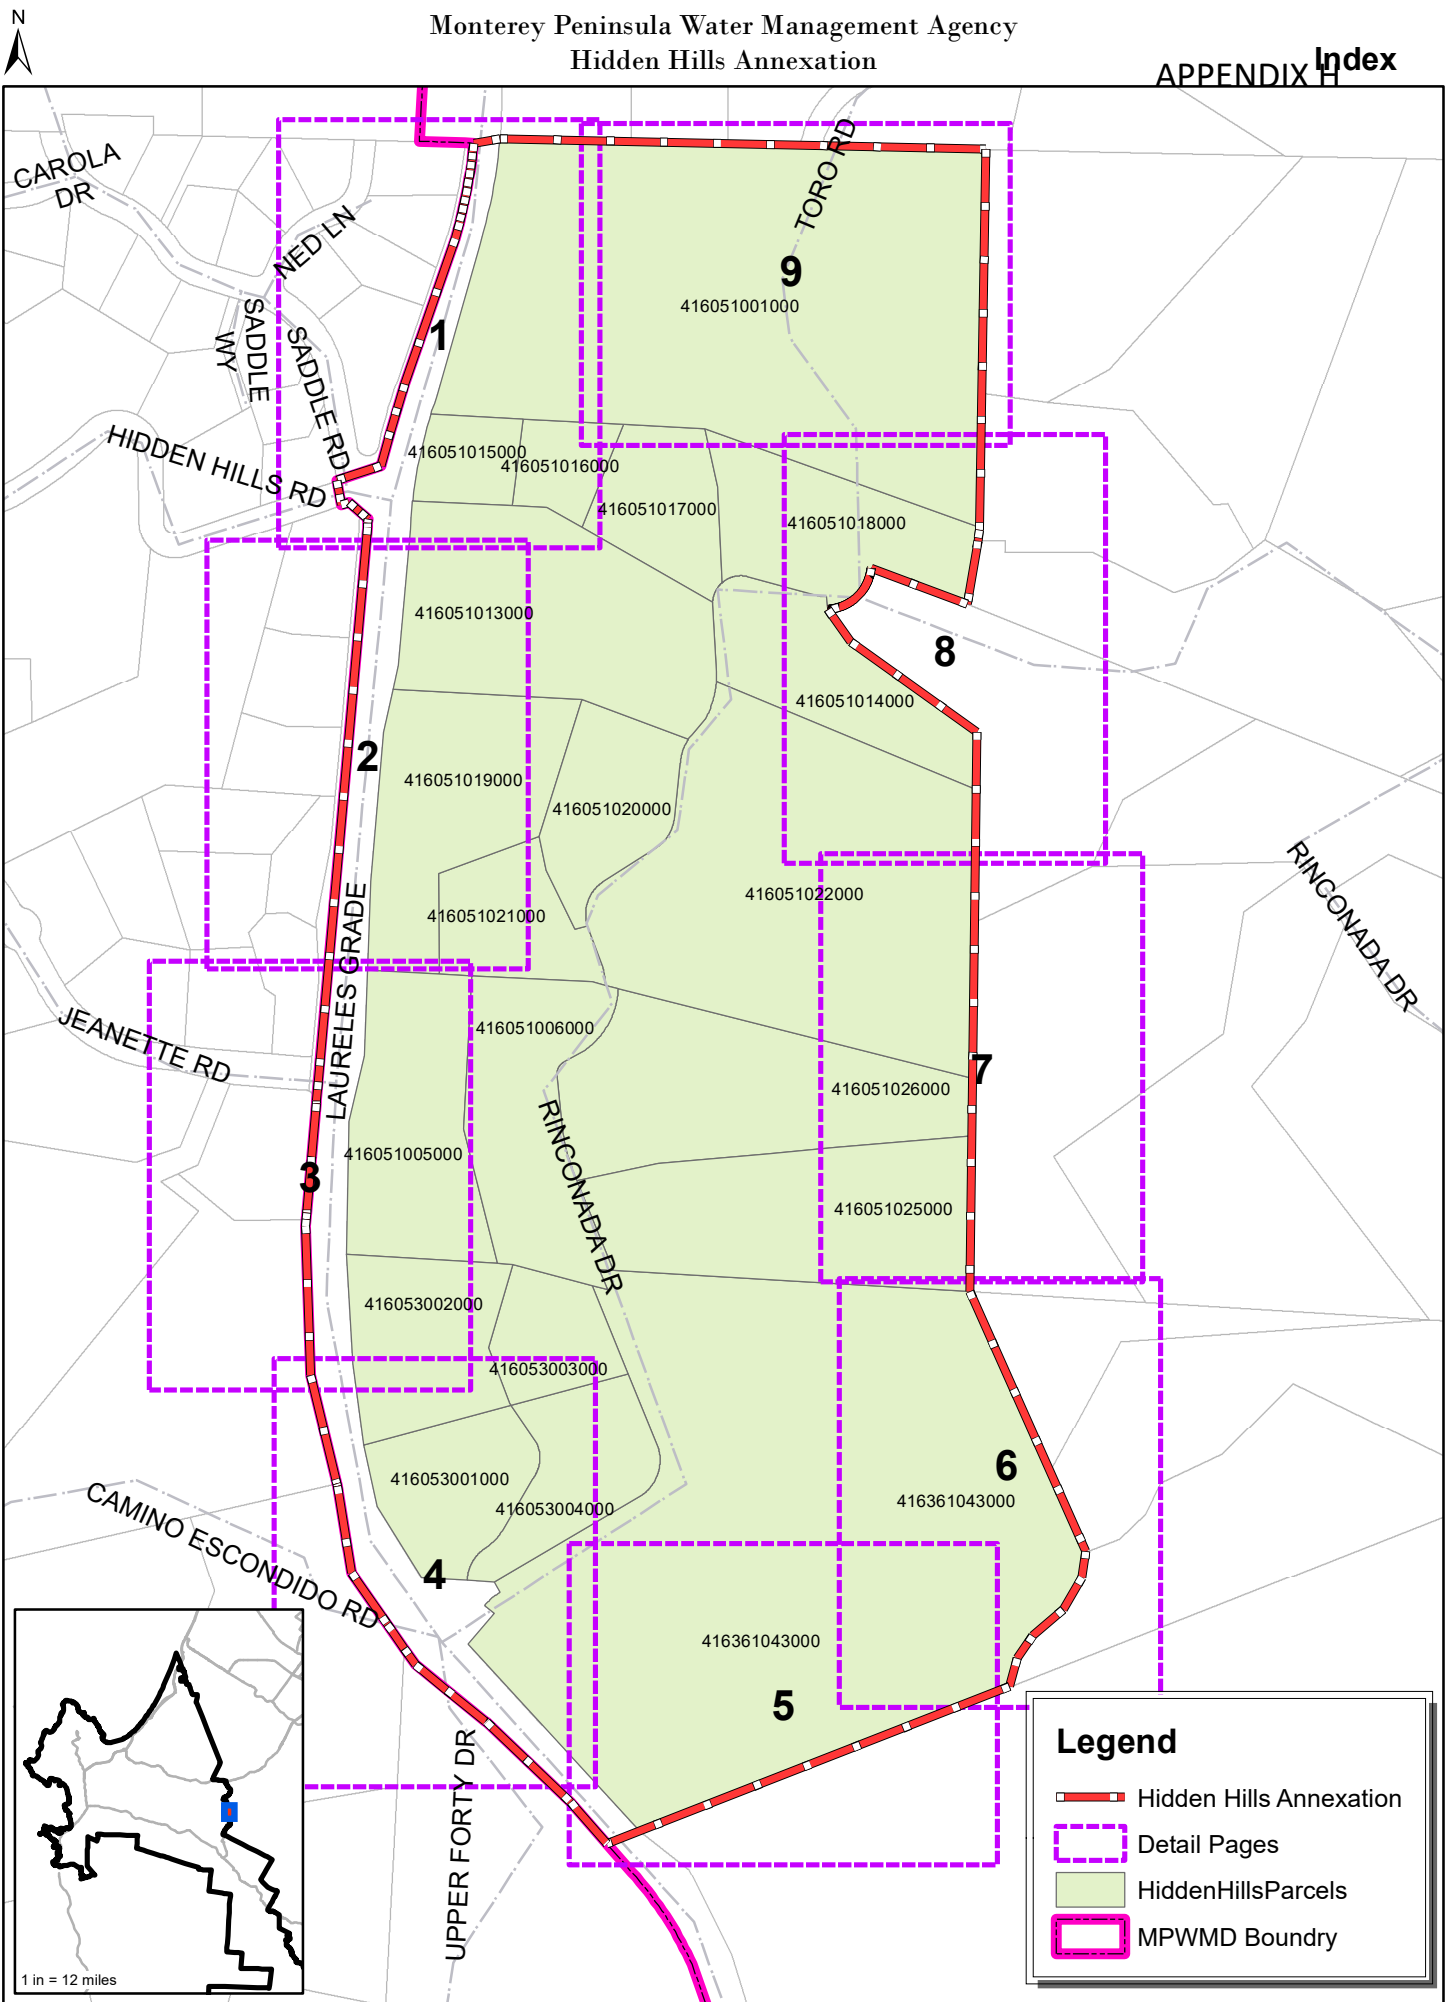 N
Monterey Peninsula Water Management Agency
Hidden Hills Annexation
Index
APPENDIX H
CAROLA
DR
NED LN
TORO RD
SADDLE
WY
SADDLE RD
HIDDEN HILLS RD
1
9
416051001000
416051015000
416051016000
416051017000
416051018000
416051013000
8
416051014000
2
416051019000
416051020000
416051022000
416051021000
LAURELES GRADE
RINCONADA DR
JEANETTE RD
416051006000
7
416051026000
RINCONADA DR
416051005000
3
416051025000
416053002000
416053003000
416053001000
416053004000
6
416361043000
CAMINO ESCONDIDO RD
4
416361043000
5
UPPER FORTY DR
1 in = 12 miles
Legend
Hidden Hills Annexation
Detail Pages
HiddenHillsParcels
MPWMD Boundry